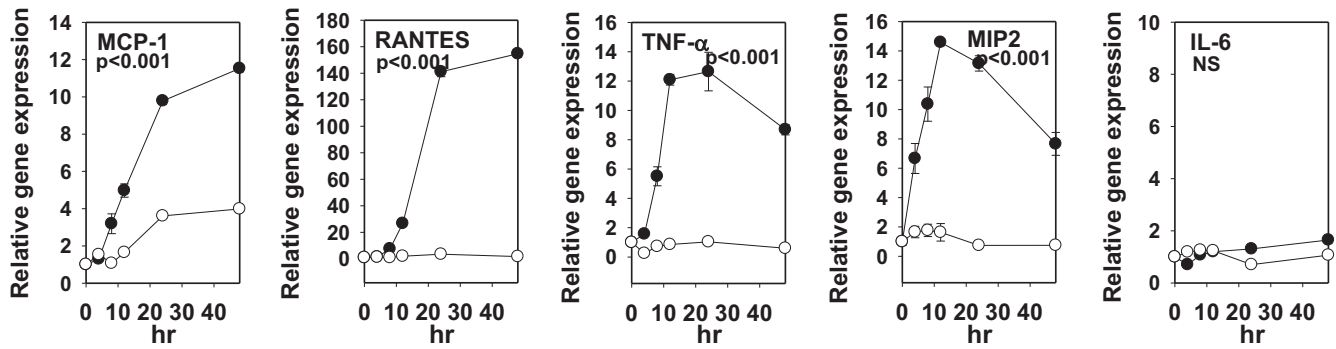 Relative gene expression
14
12
10
8
6
4
2
0
MCP-1
p<0.001
0 10 20 30 40
hr
Relative gene expression
180
160
140
120
100
80
60
40
20
0
RANTES
p<0.001
0 10 20 30 40
hr
Relative gene expression
16
14
12
10
8
6
4
2
0
TNF-α
p<0.001
0 10 20 30 40
hr
Relative gene expression
16
14
12
10
8
6
4
2
0
MIP2
p<0.001
0 10 20 30 40
hr
Relative gene expression
10
8
6
4
2
0
IL-6
NS
0 10 20 30 40
hr